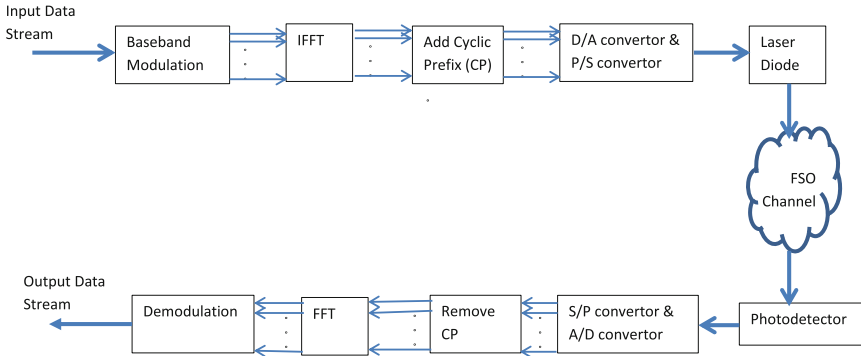 Input Data
Stream
Baseband
Modulation
IFFT
Add Cyclic
Prefix (CP)
D/A convertor &
P/S convertor
Laser
Diode
FSO
Channel
Output Data
Stream
Demodulation
FFT
Remove
CP
S/P convertor &
A/D convertor
Photodetector